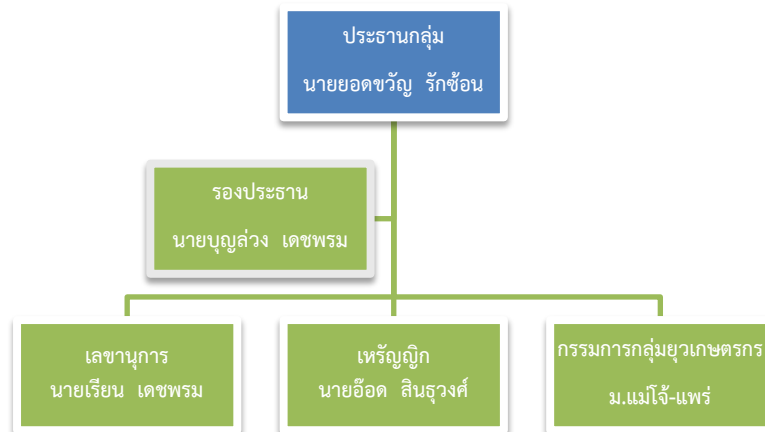 ประธานกลุ่ม
นายยอดขวัญ รักซ้อน
รองประธาน
นายบุญล่วง เดชพรม
เลขานุการ
นายเรียน เดชพรม
เหรัญญิก
นายอ๊อด สินธุวงศ์
กรรมการกลุ่มยุวเกษตรกร
ม.แม่โจ้-แพร่